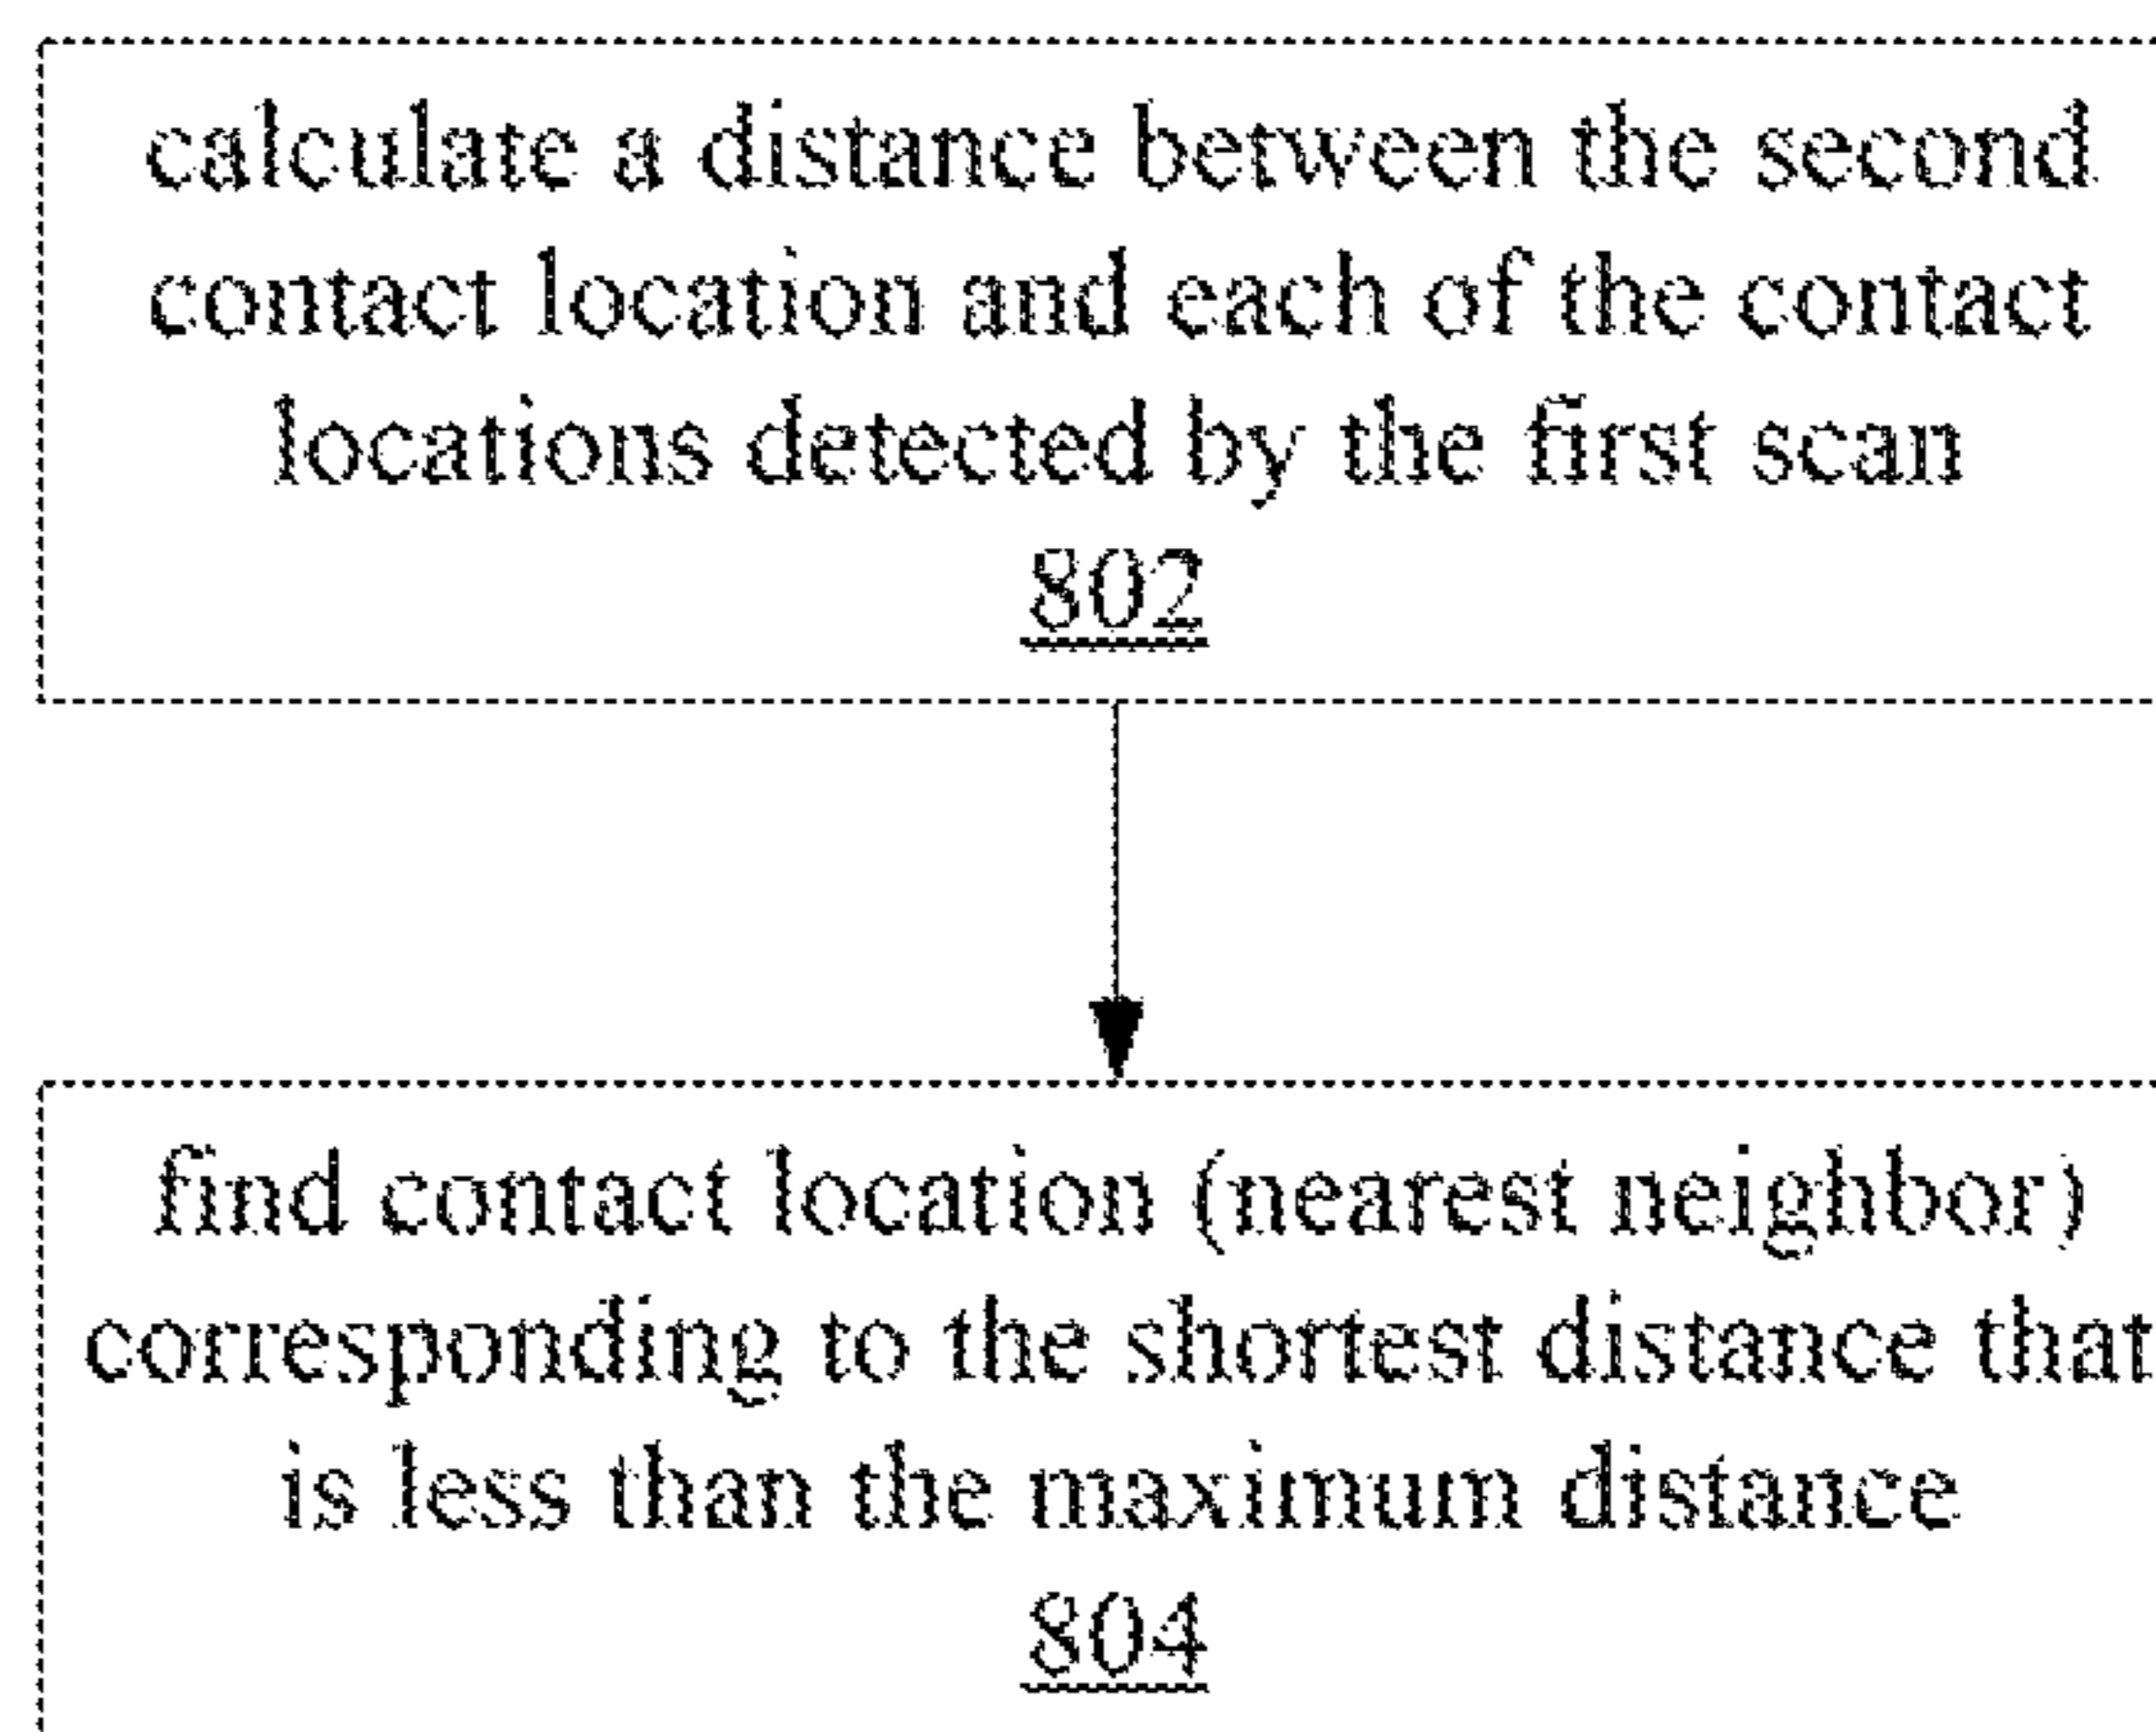 calculate a distance between the second
contact location and each of the contact
locations detected by the first scan
802
find contact location (nearest neighbor)
corresponding to the shortest distance that
is less than the maximum distance
804